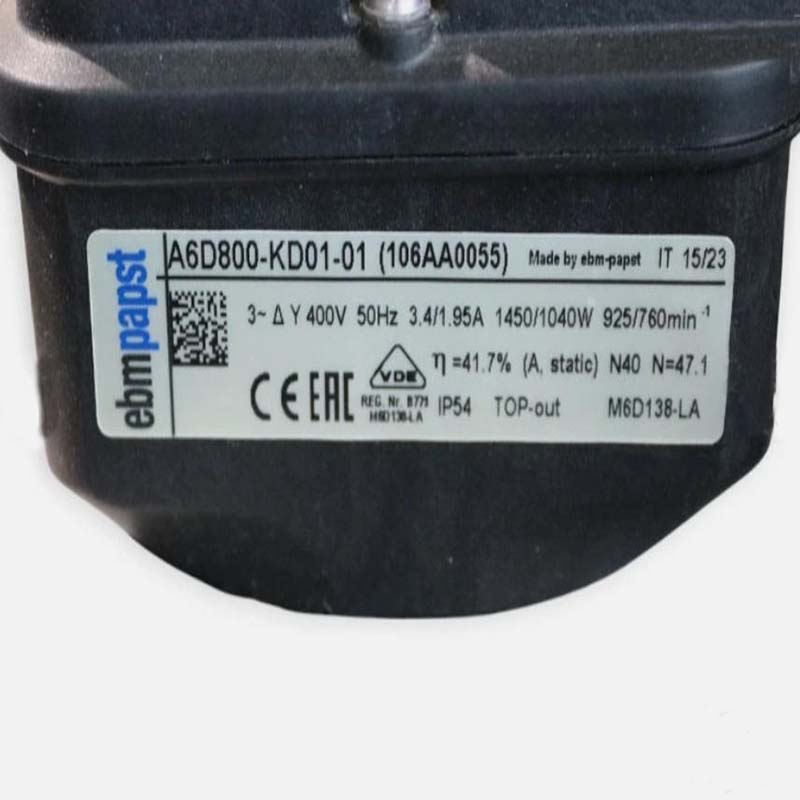 ebmpapst
A6D800-KD01-01 (106AA0055) Made by ebm-papst IT 15/23
3~ Δ Y 400V 50Hz 3.4/1.95A 1450/1040W 925/760min⁻¹
η =41.7% (A, static) N40 N=47.1
CE EAC VDE REG. Nr. B773 IP54 TOP-out M6D138-LA
M6D138-LA